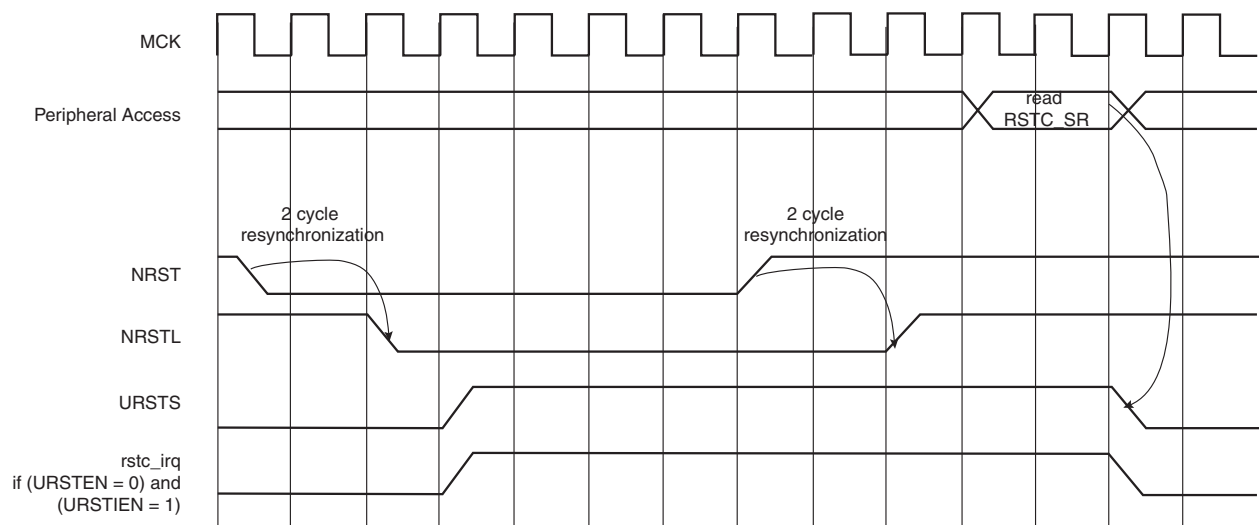 MCK
Peripheral Access
read
RSTC_SR
2 cycle
resynchronization
2 cycle
resynchronization
NRST
NRSTL
URSTS
rstc_irq
if (URSTEN = 0) and
(URSTIEN = 1)